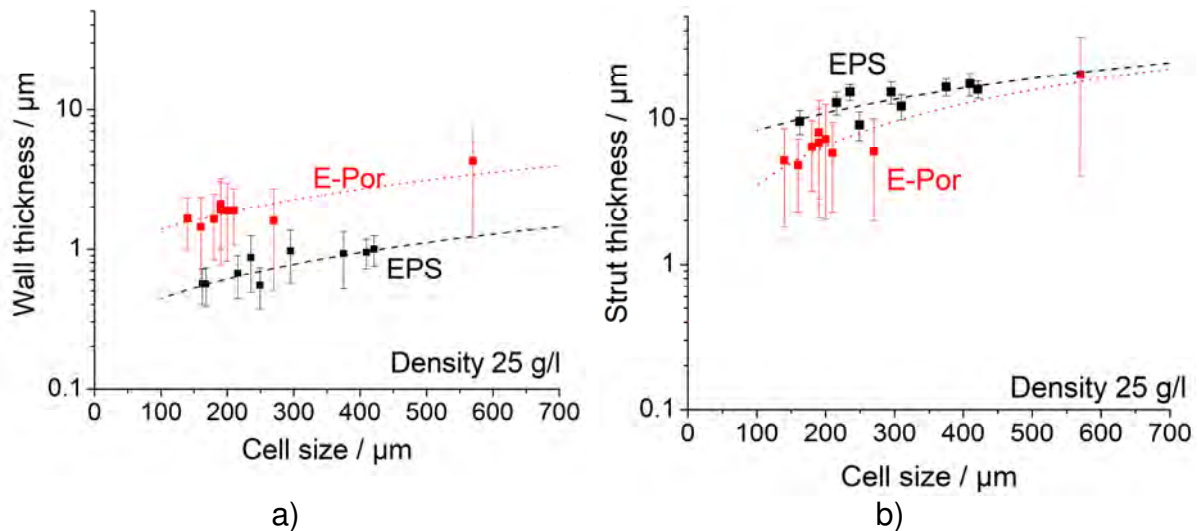 Wall thickness / µm
10
1
0.1
E-Por
EPS
Density 25 g/l
0 100 200 300 400 500 600 700
Cell size / µm
a)
Strut thickness / µm
10
1
0.1
EPS
E-Por
Density 25 g/l
0 100 200 300 400 500 600 700
Cell size / µm
b)